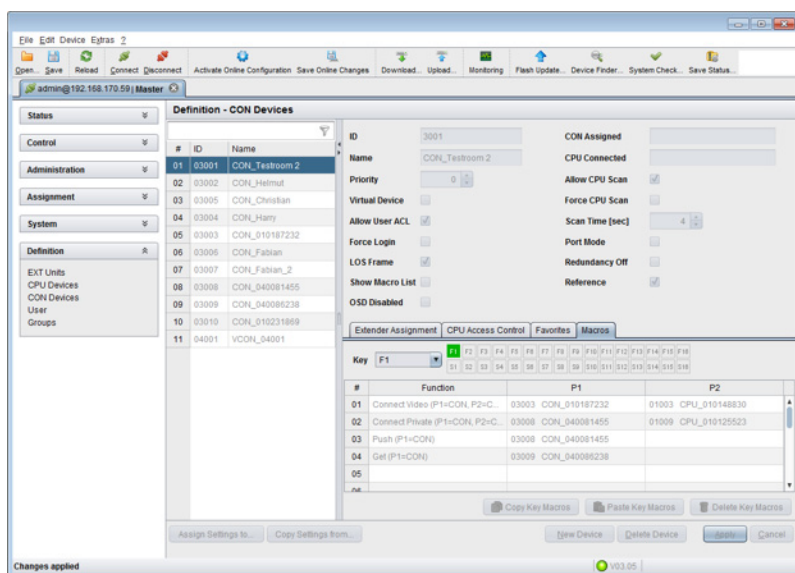 File Edit Device Extras ?
Open... Save Reload Connect Disconnect Activate Online Configuration Save Online Changes Download... Upload... Monitoring Flash Update... Device Finder... System Check... Save Status...
admin@192.168.170.59 | Master
Status
Control
Administration
Assignment
System
Definition
EXT Units
CPU Devices
CON Devices
User
Groups
Definition - CON Devices
# ID Name
01 03001 CON_Testroom 2
02 03002 CON_Helmut
03 03005 CON_Christian
04 03004 CON_Harry
05 03003 CON_010187232
06 03006 CON_Fabian
07 03007 CON_Fabian_2
08 03008 CON_040081455
09 03009 CON_040086238
10 03010 CON_010231869
11 04001 VCON_04001
ID 3001 CON Assigned
Name CON_Testroom 2 CPU Connected
Priority 0 Allow CPU Scan
Virtual Device Force CPU Scan
Allow User ACL Scan Time [sec] 4
Force Login Port Mode
LOS Frame Redundancy Off
Show Macro List Reference
OSD Disabled
Extender Assignment CPU Access Control Favorites Macros
Key F1 F1 F2 F3 F4 F5 F6 F7 F8 F9 F10 F11 F12 F13 F14 F15 F16
S1 S2 S3 S4 S5 S6 S7 S8 S9 S10 S11 S12 S13 S14 S15 S16
# Function P1 P2
01 Connect Video (P1=CON, P2=C... 03003 CON_010187232 01003 CPU_010148830
02 Connect Private (P1=CON, P2=C... 03008 CON_040081455 01009 CPU_010125523
03 Push (P1=CON) 03008 CON_040081455
04 Get (P1=CON) 03009 CON_040086238
05
06
Copy Key Macros Paste Key Macros Delete Key Macros
Assign Settings to... Copy Settings from... New Device Delete Device Apply Cancel
Changes applied V03.05